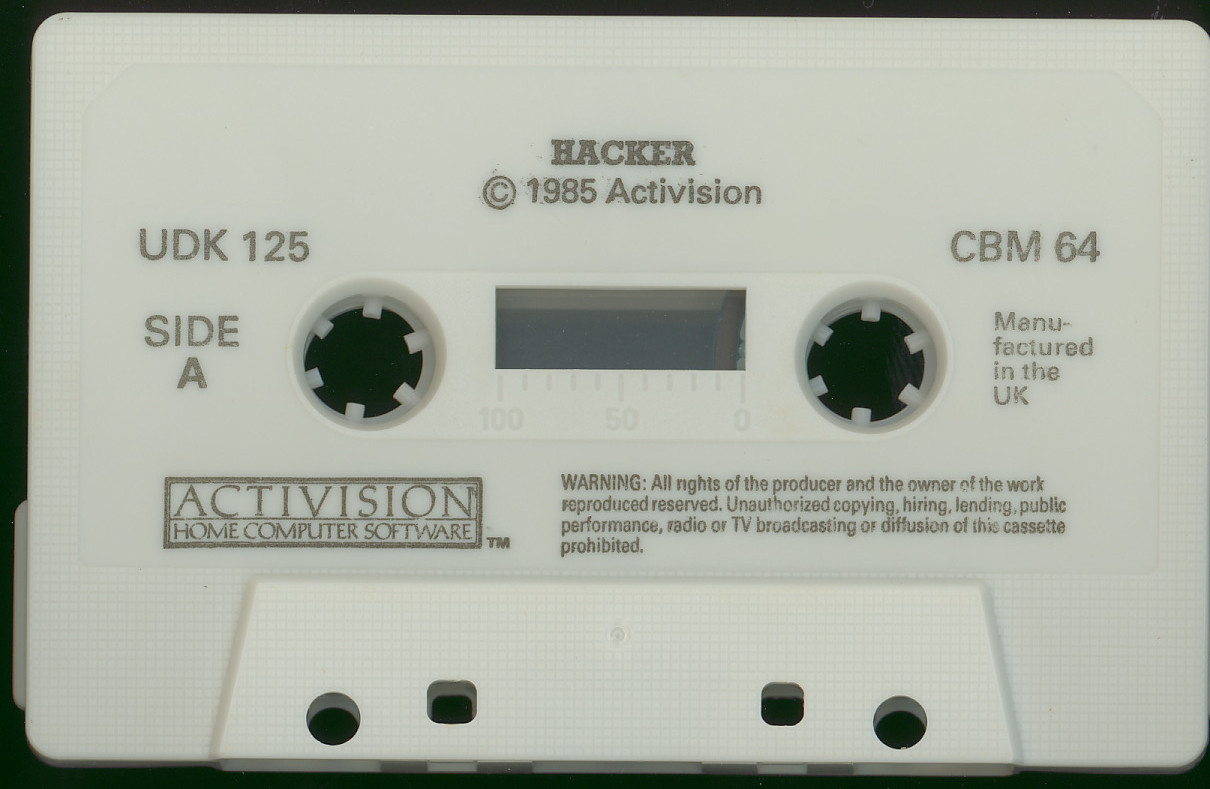 HACKER
© 1985 Activision
UDK 125
CBM 64
SIDE
A
Manu-
factured
in the
UK
100 50 0
ACTIVISION
HOME COMPUTER SOFTWARE™
WARNING: All rights of the producer and the owner of the work
reproduced reserved. Unauthorized copying, hiring, lending, public
performance, radio or TV broadcasting or diffusion of this cassette
prohibited.